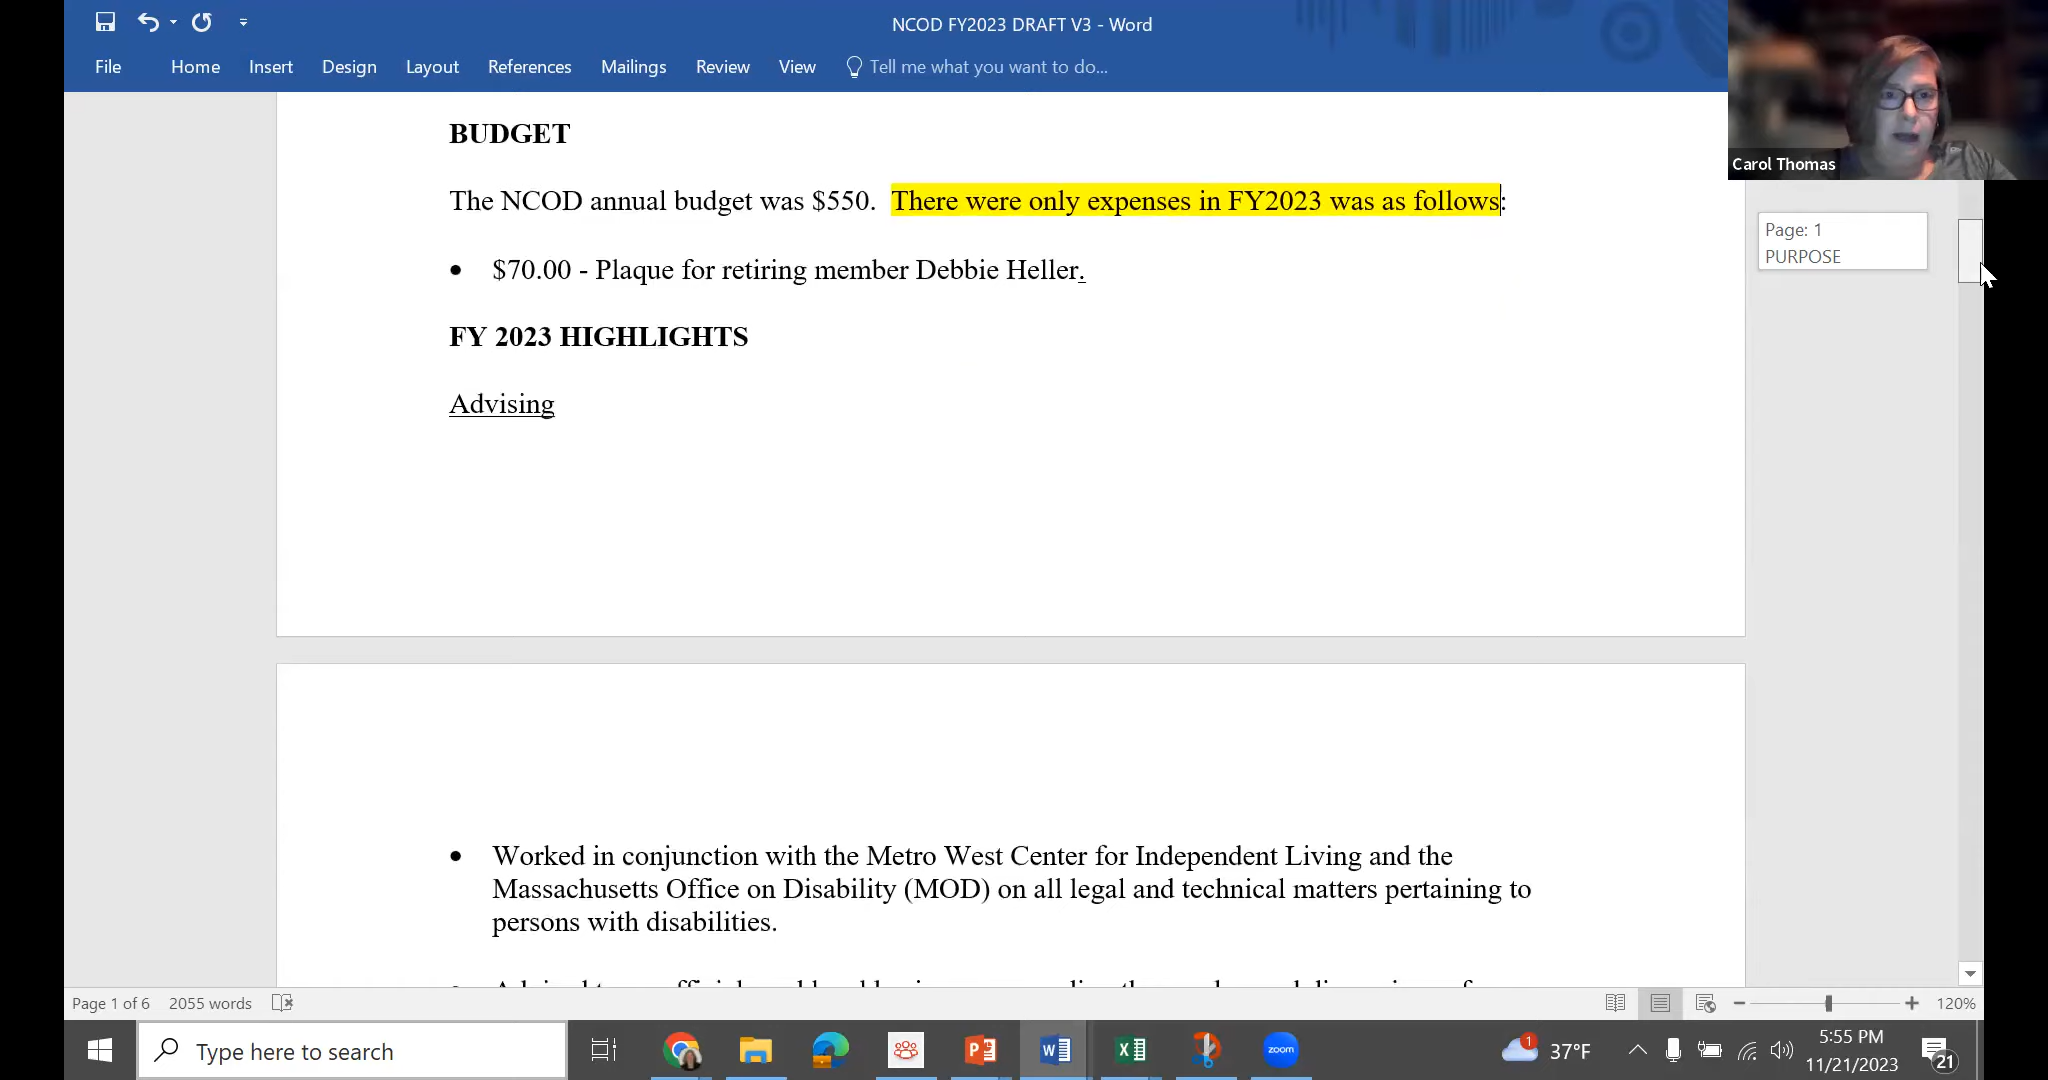 NCOD FY2023 DRAFT V3 - Word
File Home Insert Design Layout References Mailings Review View Tell me what you want to do...
Carol Thomas
BUDGET
The NCOD annual budget was $550. There were only expenses in FY2023 was as follows:
Page: 1
PURPOSE
• $70.00 - Plaque for retiring member Debbie Heller.
FY 2023 HIGHLIGHTS
Advising
• Worked in conjunction with the Metro West Center for Independent Living and the
Massachusetts Office on Disability (MOD) on all legal and technical matters pertaining to
persons with disabilities.
Page 1 of 6 2055 words 120%
Type here to search
zoom
1
37°F
5:55 PM
11/21/2023
21